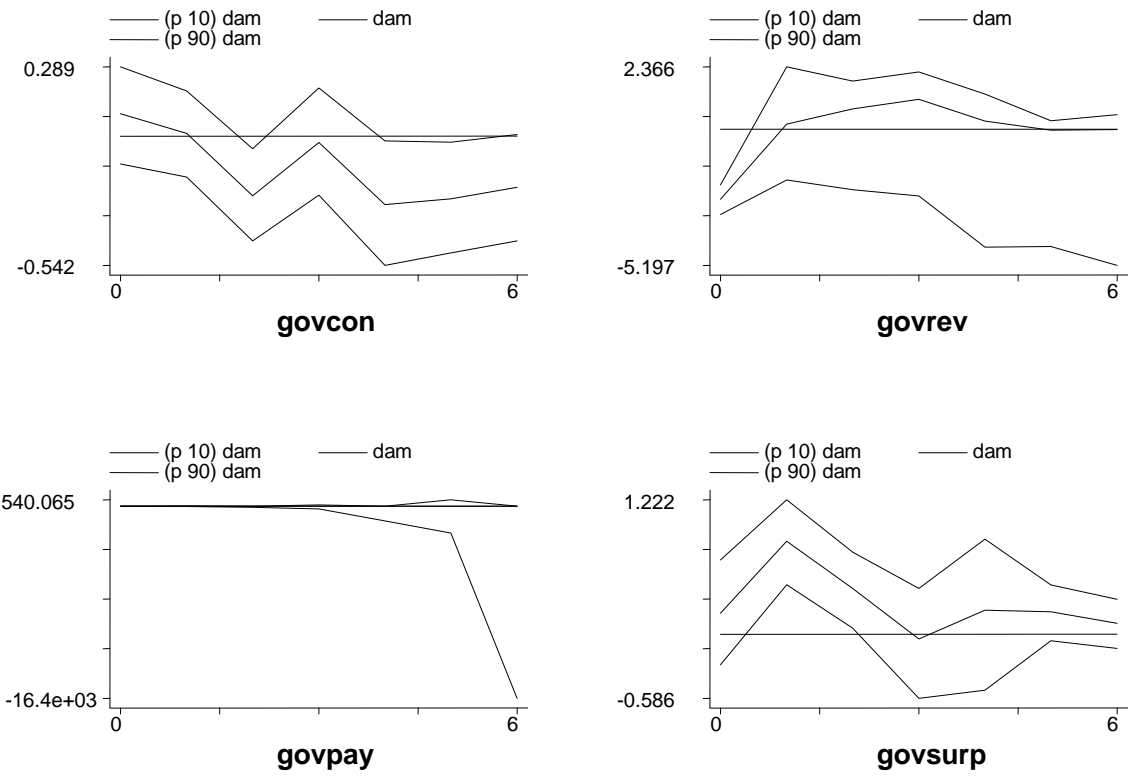 (p 10) dam dam
(p 90) dam
0.289
-0.542
0 6
govcon
(p 10) dam dam
(p 90) dam
2.366
-5.197
0 6
govrev
(p 10) dam dam
(p 90) dam
540.065
-16.4e+03
0 6
govpay
(p 10) dam dam
(p 90) dam
1.222
-0.586
0 6
govsurp